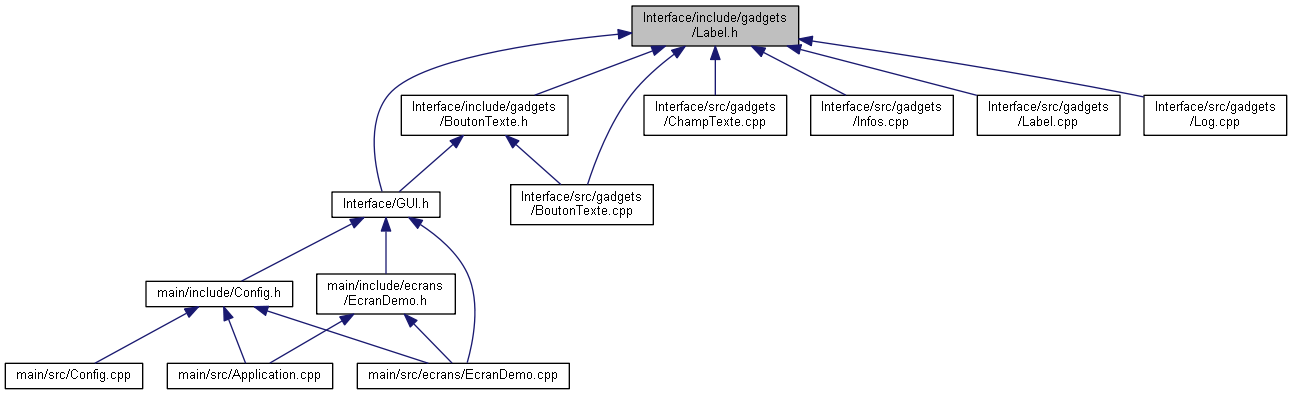 Interface/include/gadgets
/Label.h
Interface/include/gadgets
/BoutonTexte.h
Interface/src/gadgets
/ChampTexte.cpp
Interface/src/gadgets
/Infos.cpp
Interface/src/gadgets
/Label.cpp
Interface/src/gadgets
/Log.cpp
Interface/GUI.h
Interface/src/gadgets
/BoutonTexte.cpp
main/include/Config.h
main/include/ecrans
/EcranDemo.h
main/src/Config.cpp
main/src/Application.cpp
main/src/ecrans/EcranDemo.cpp